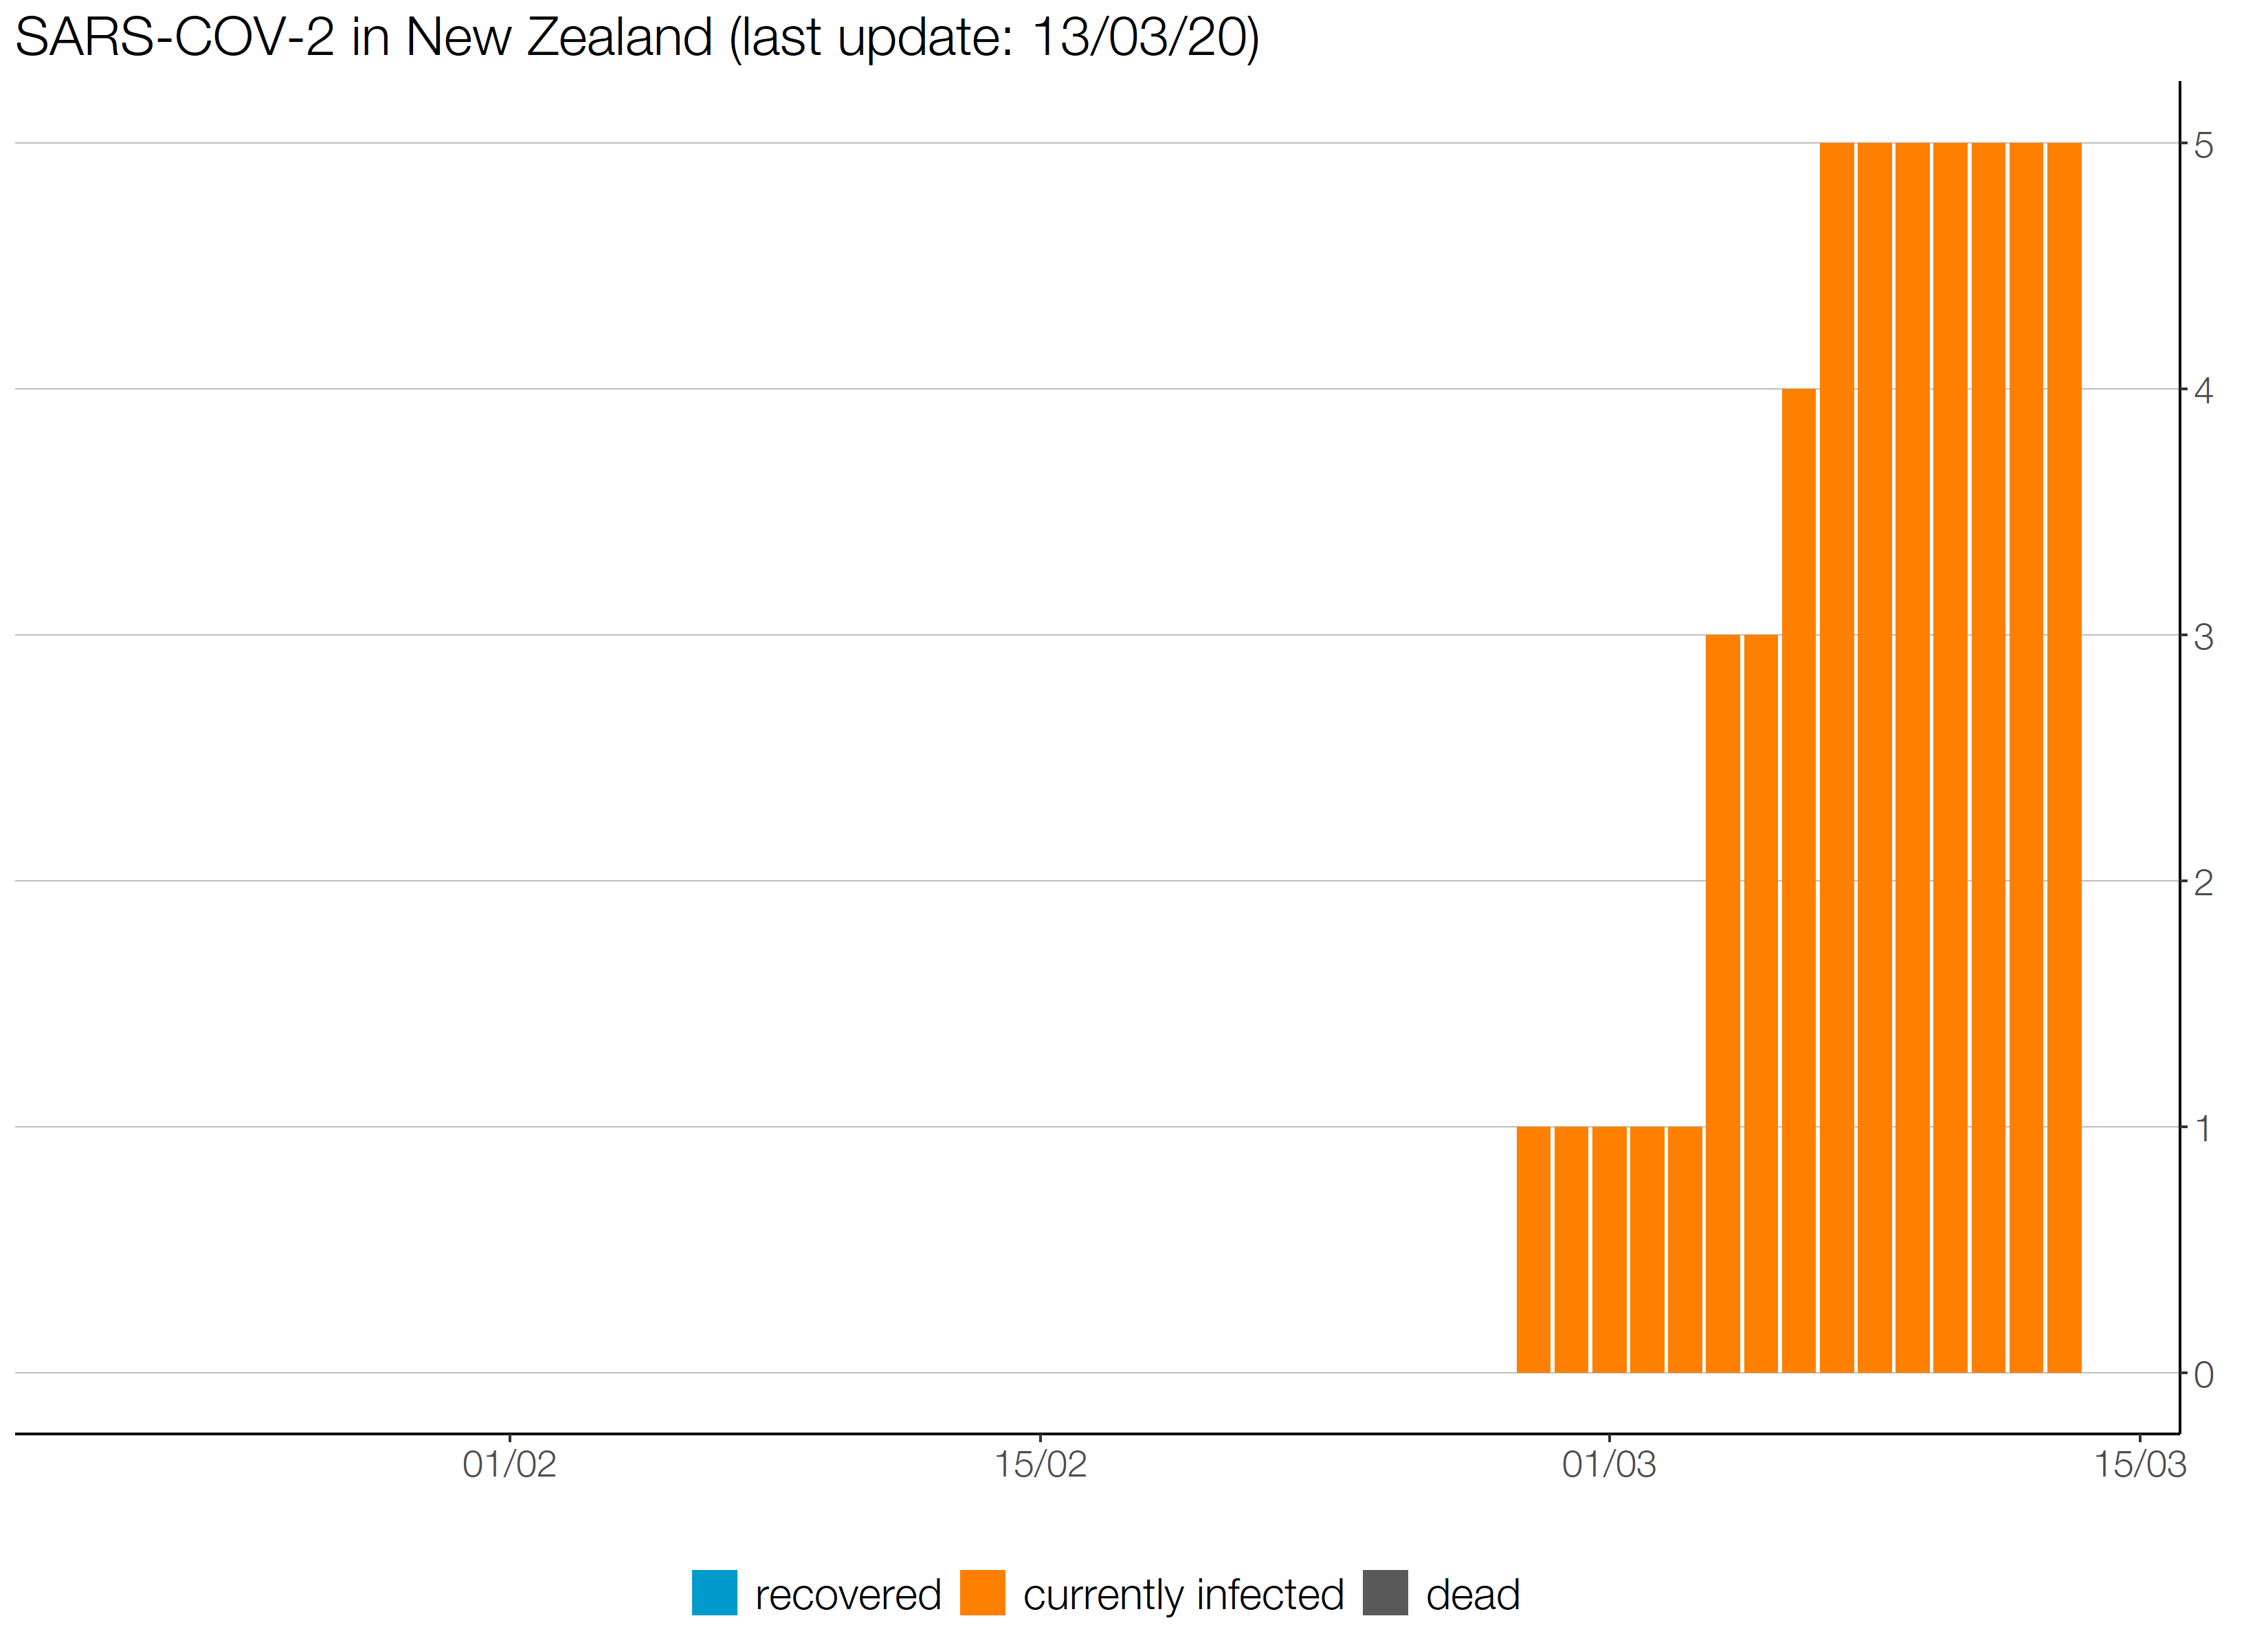 SARS-COV-2 in New Zealand (last update: 13/03/20)
5
4
3
2
1
0
01/02 15/02 01/03 15/03
recovered currently infected dead